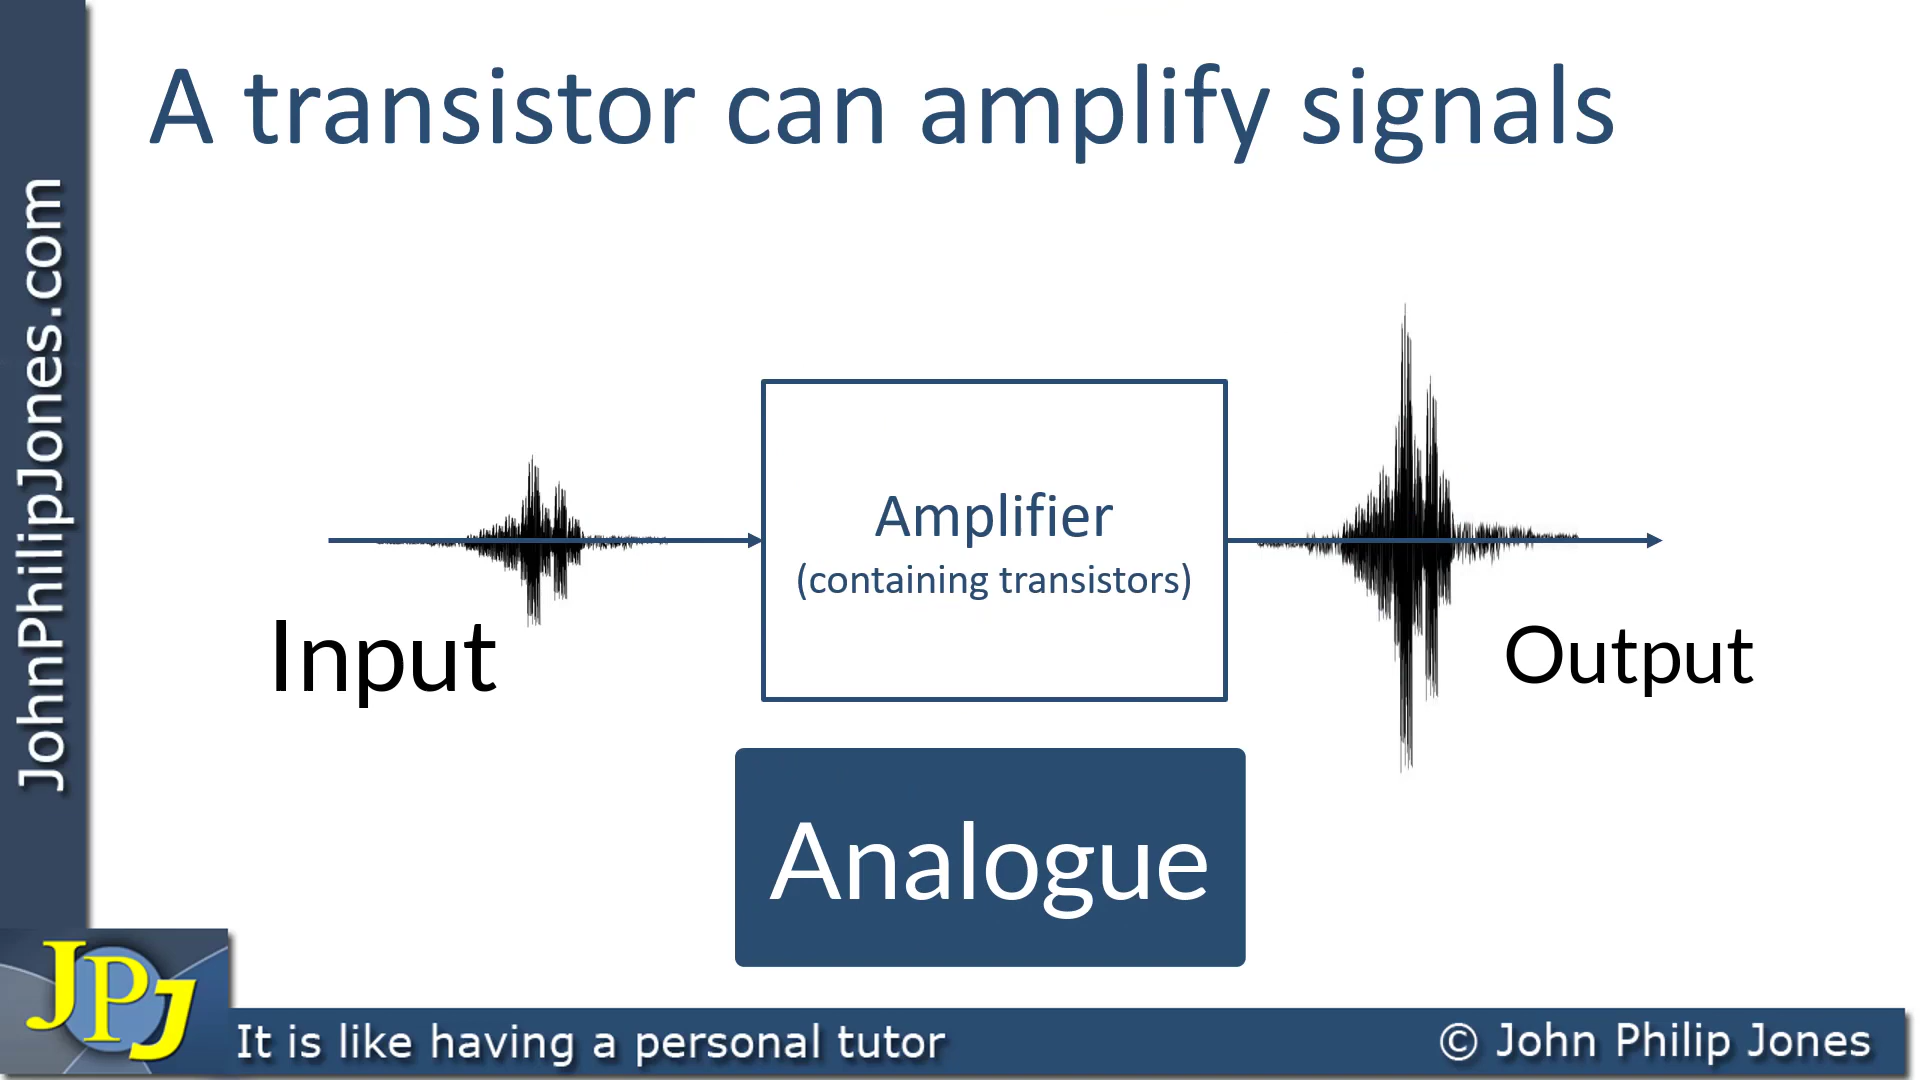 A transistor can amplify signals
JohnPhilipJones.com
Amplifier
(containing transistors)
Input
Output
Analogue
JPJ
It is like having a personal tutor
© John Philip Jones